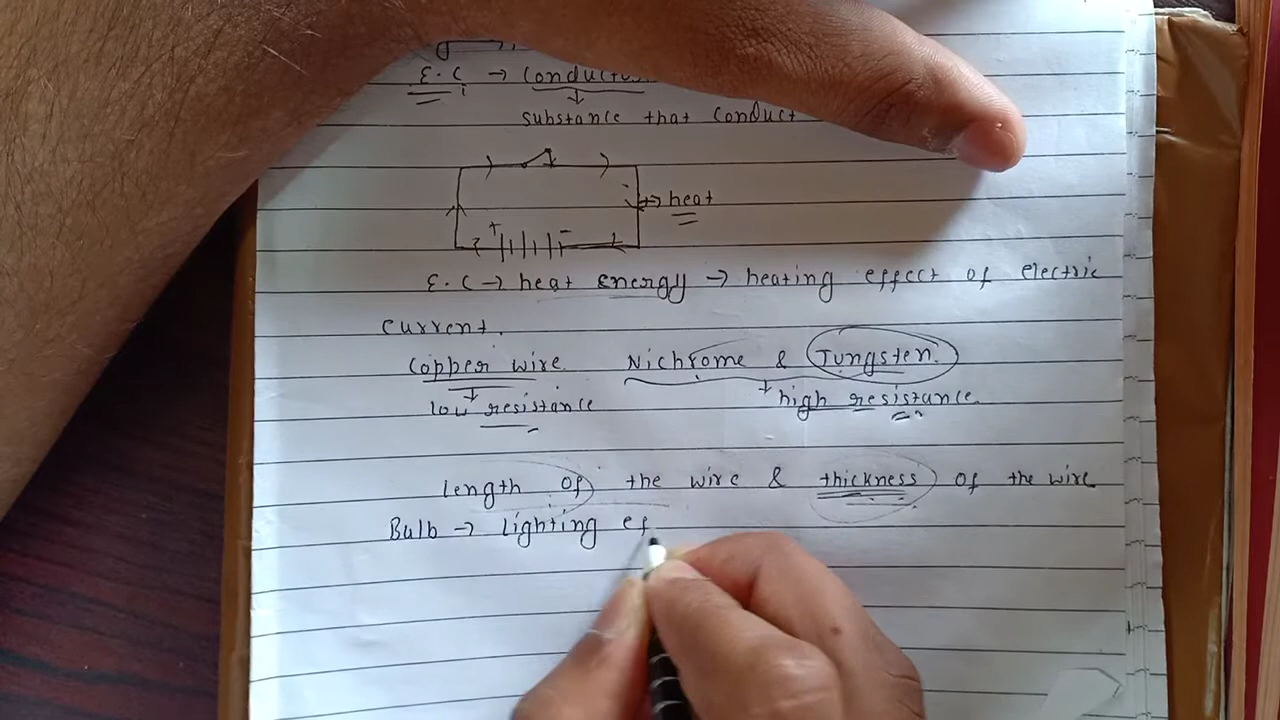 E.C →
substance that conduct
→ heat
+ -
E.C → heat energy → heating effect of electric
current.
Copper wire Nichrome & Tungsten.
↓ ↓
low resistance high resistance.
length of the wire & thickness of the wire
Bulb → Lighting ef